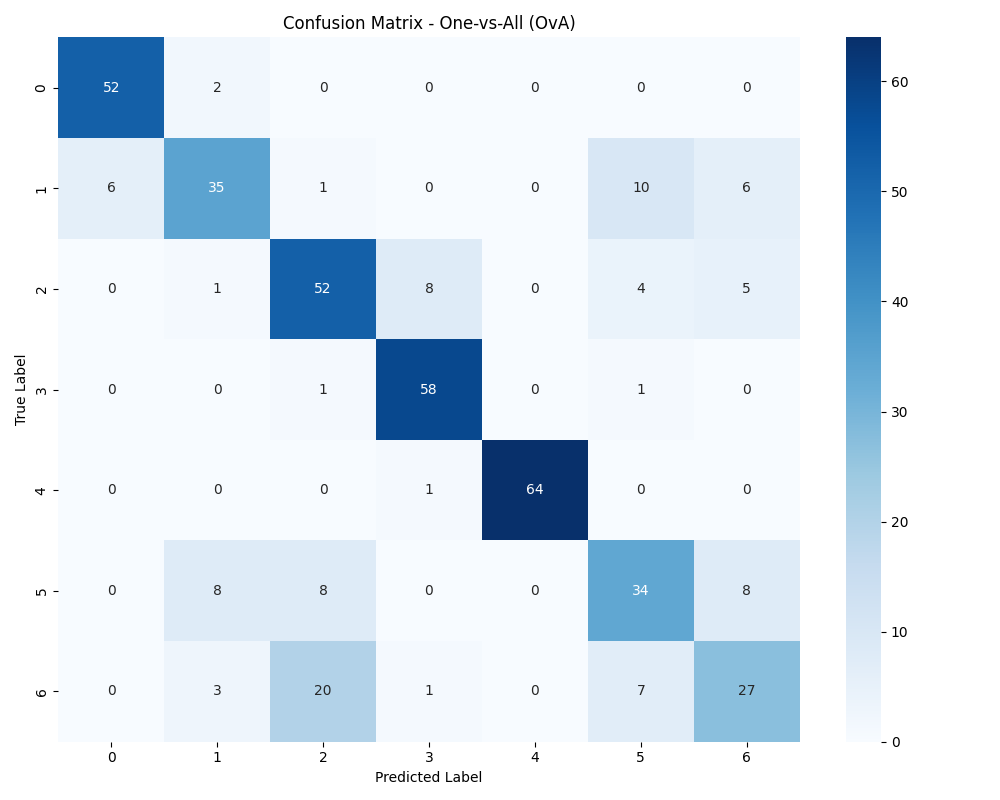 Confusion Matrix - One-vs-All (OvA)
0 52 2 0 0 0 0 0
1 6 35 1 0 0 10 6
2 0 1 52 8 0 4 5
3 0 0 1 58 0 1 0
4 0 0 0 1 64 0 0
5 0 8 8 0 0 34 8
6 0 3 20 1 0 7 27
0 1 2 3 4 5 6
True Label
Predicted Label
60
50
40
30
20
10
0